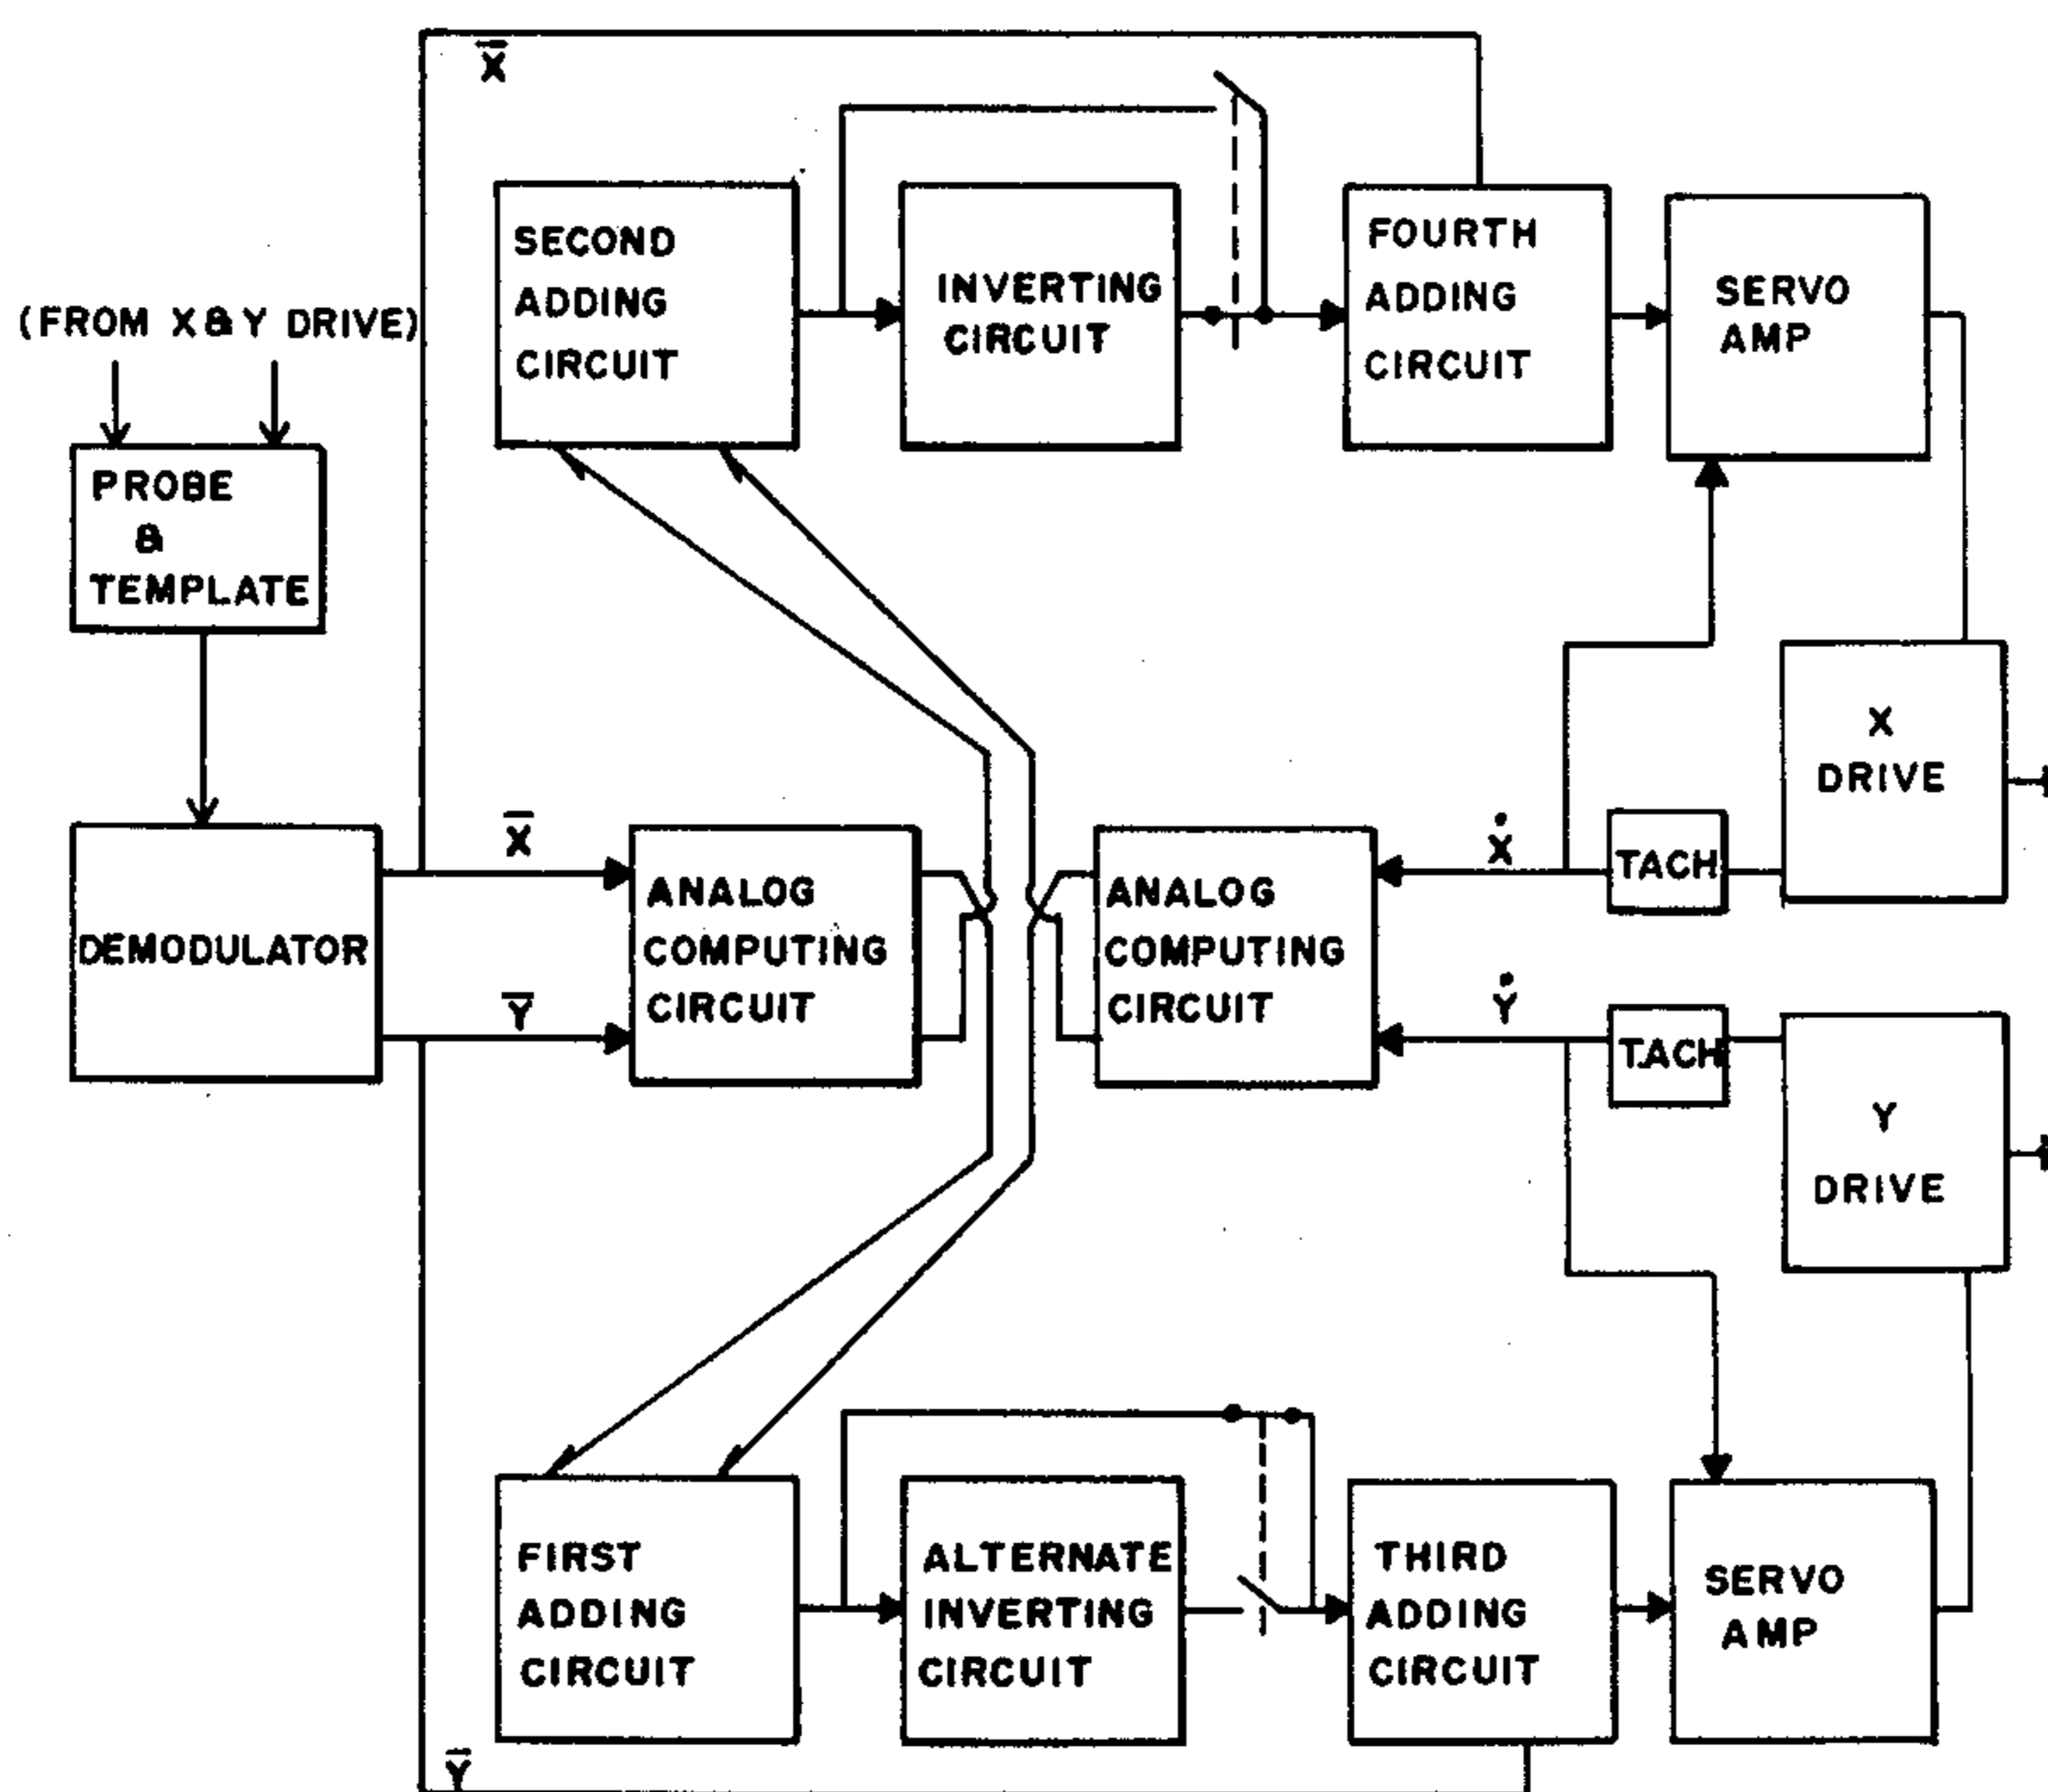 X̅
SECOND
ADDING
CIRCUIT
INVERTING
CIRCUIT
FOURTH
ADDING
CIRCUIT
SERVO
AMP
(FROM X & Y DRIVE)
PROBE
&
TEMPLATE
X
DRIVE
DEMODULATOR
X̅
Y̅
ANALOG
COMPUTING
CIRCUIT
ANALOG
COMPUTING
CIRCUIT
Ẋ
Ẏ
TACH
TACH
Y
DRIVE
FIRST
ADDING
CIRCUIT
ALTERNATE
INVERTING
CIRCUIT
THIRD
ADDING
CIRCUIT
SERVO
AMP
Y̅